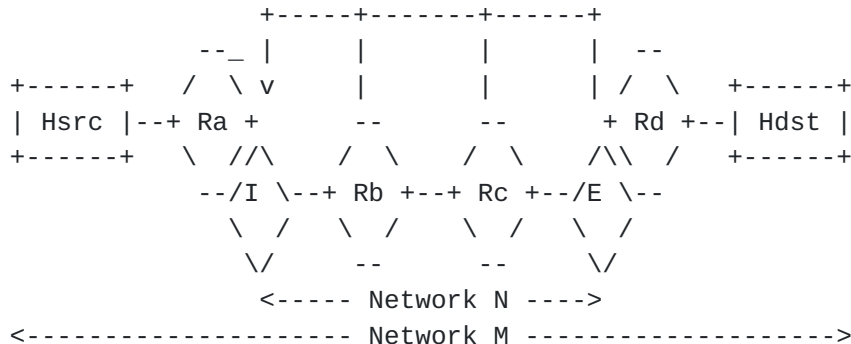 Hsrc Ra Rd Hdst
I Rb Rc E
Network N
Network M